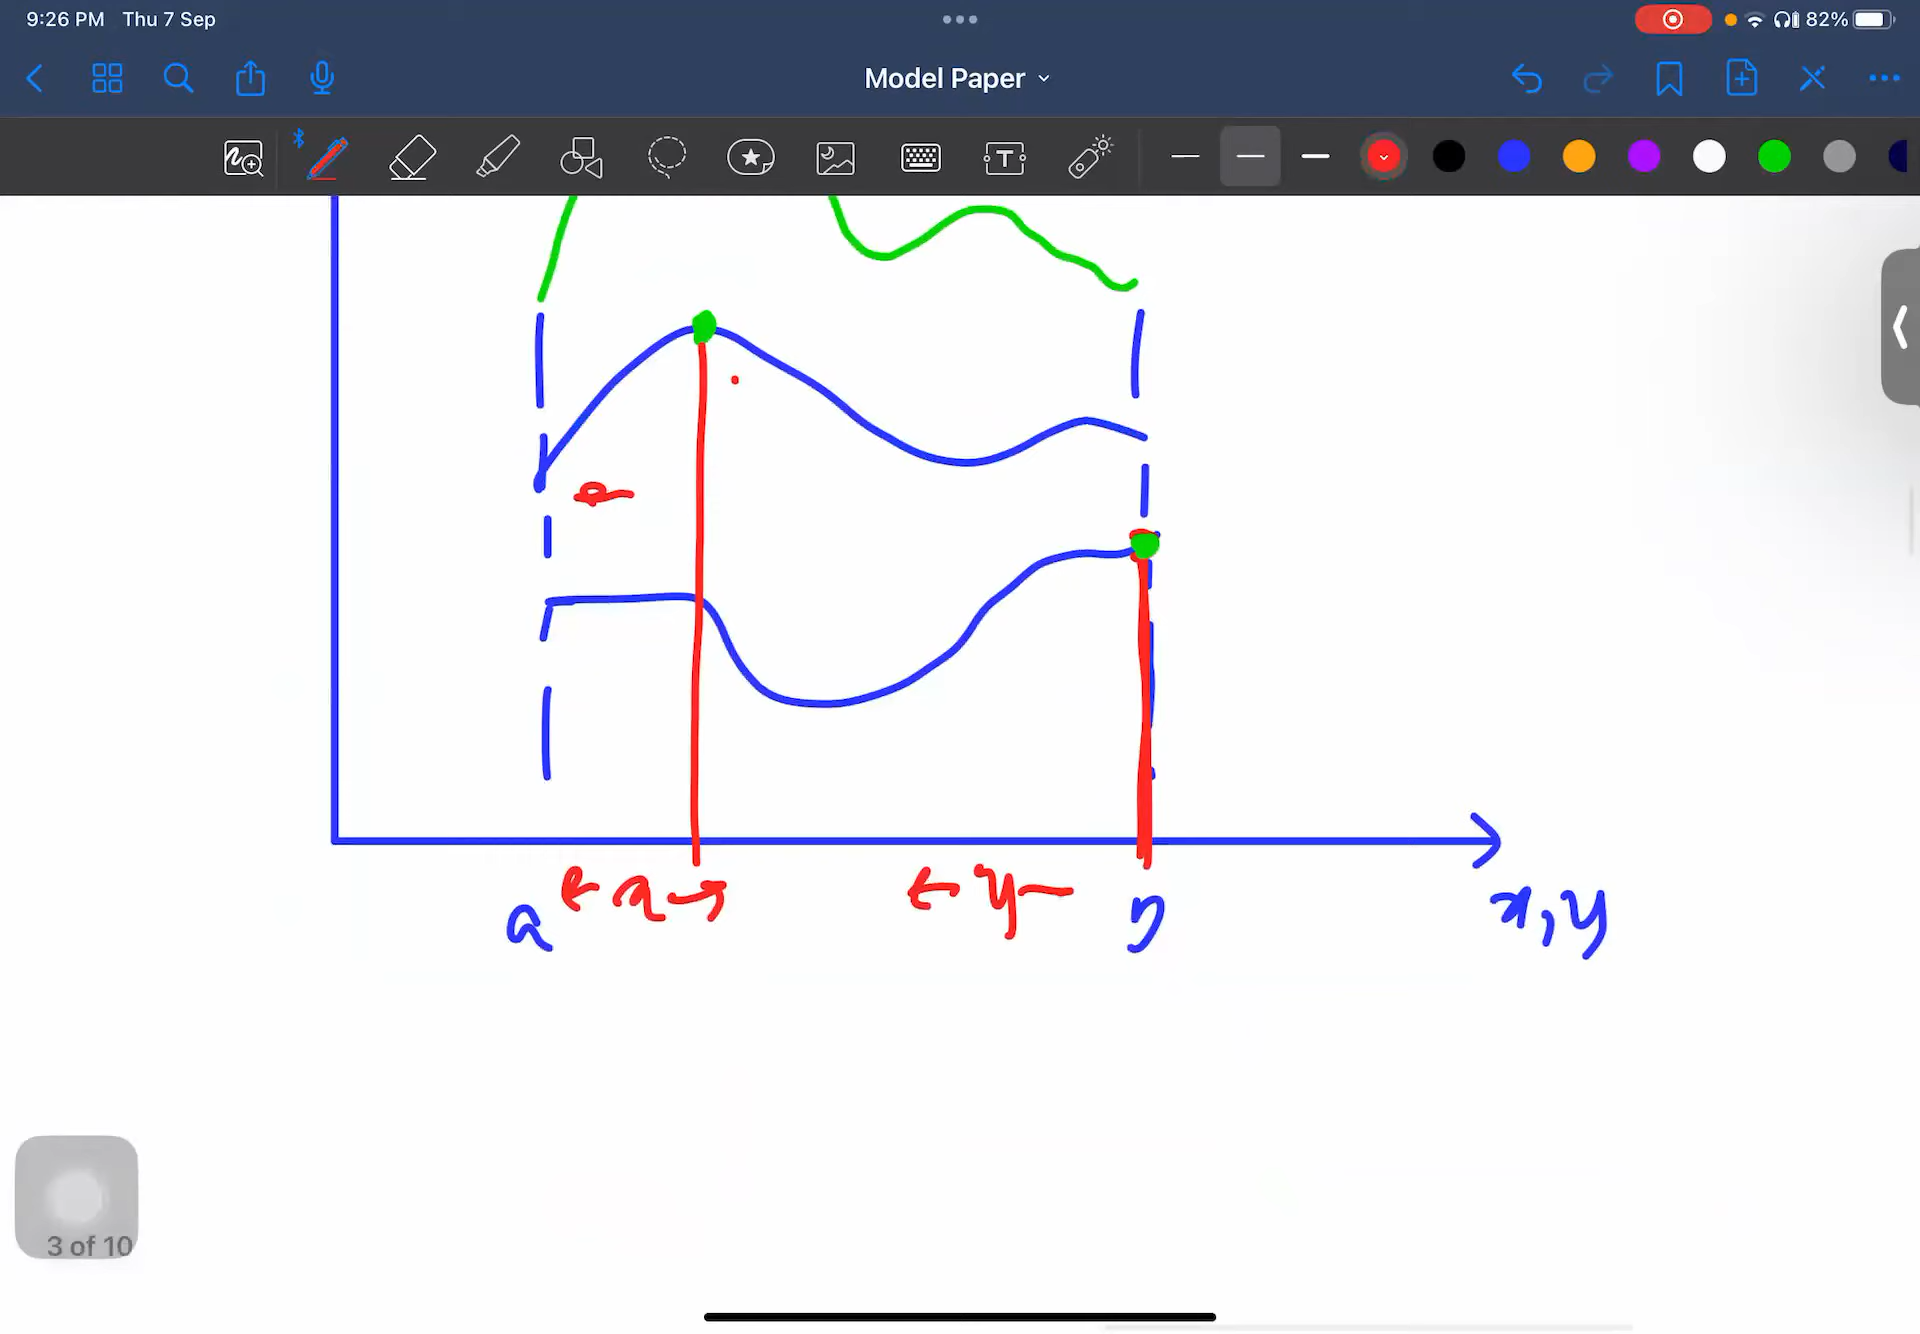 9:26 PM Thu 7 Sep
82%
Model Paper
T
a
x
y
x, y
3 of 10